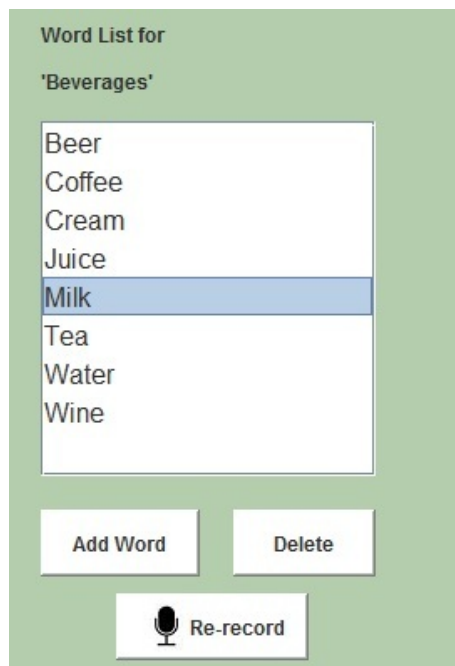 Word List for
'Beverages'
Beer
Coffee
Cream
Juice
Milk
Tea
Water
Wine
Add Word Delete
Re-record